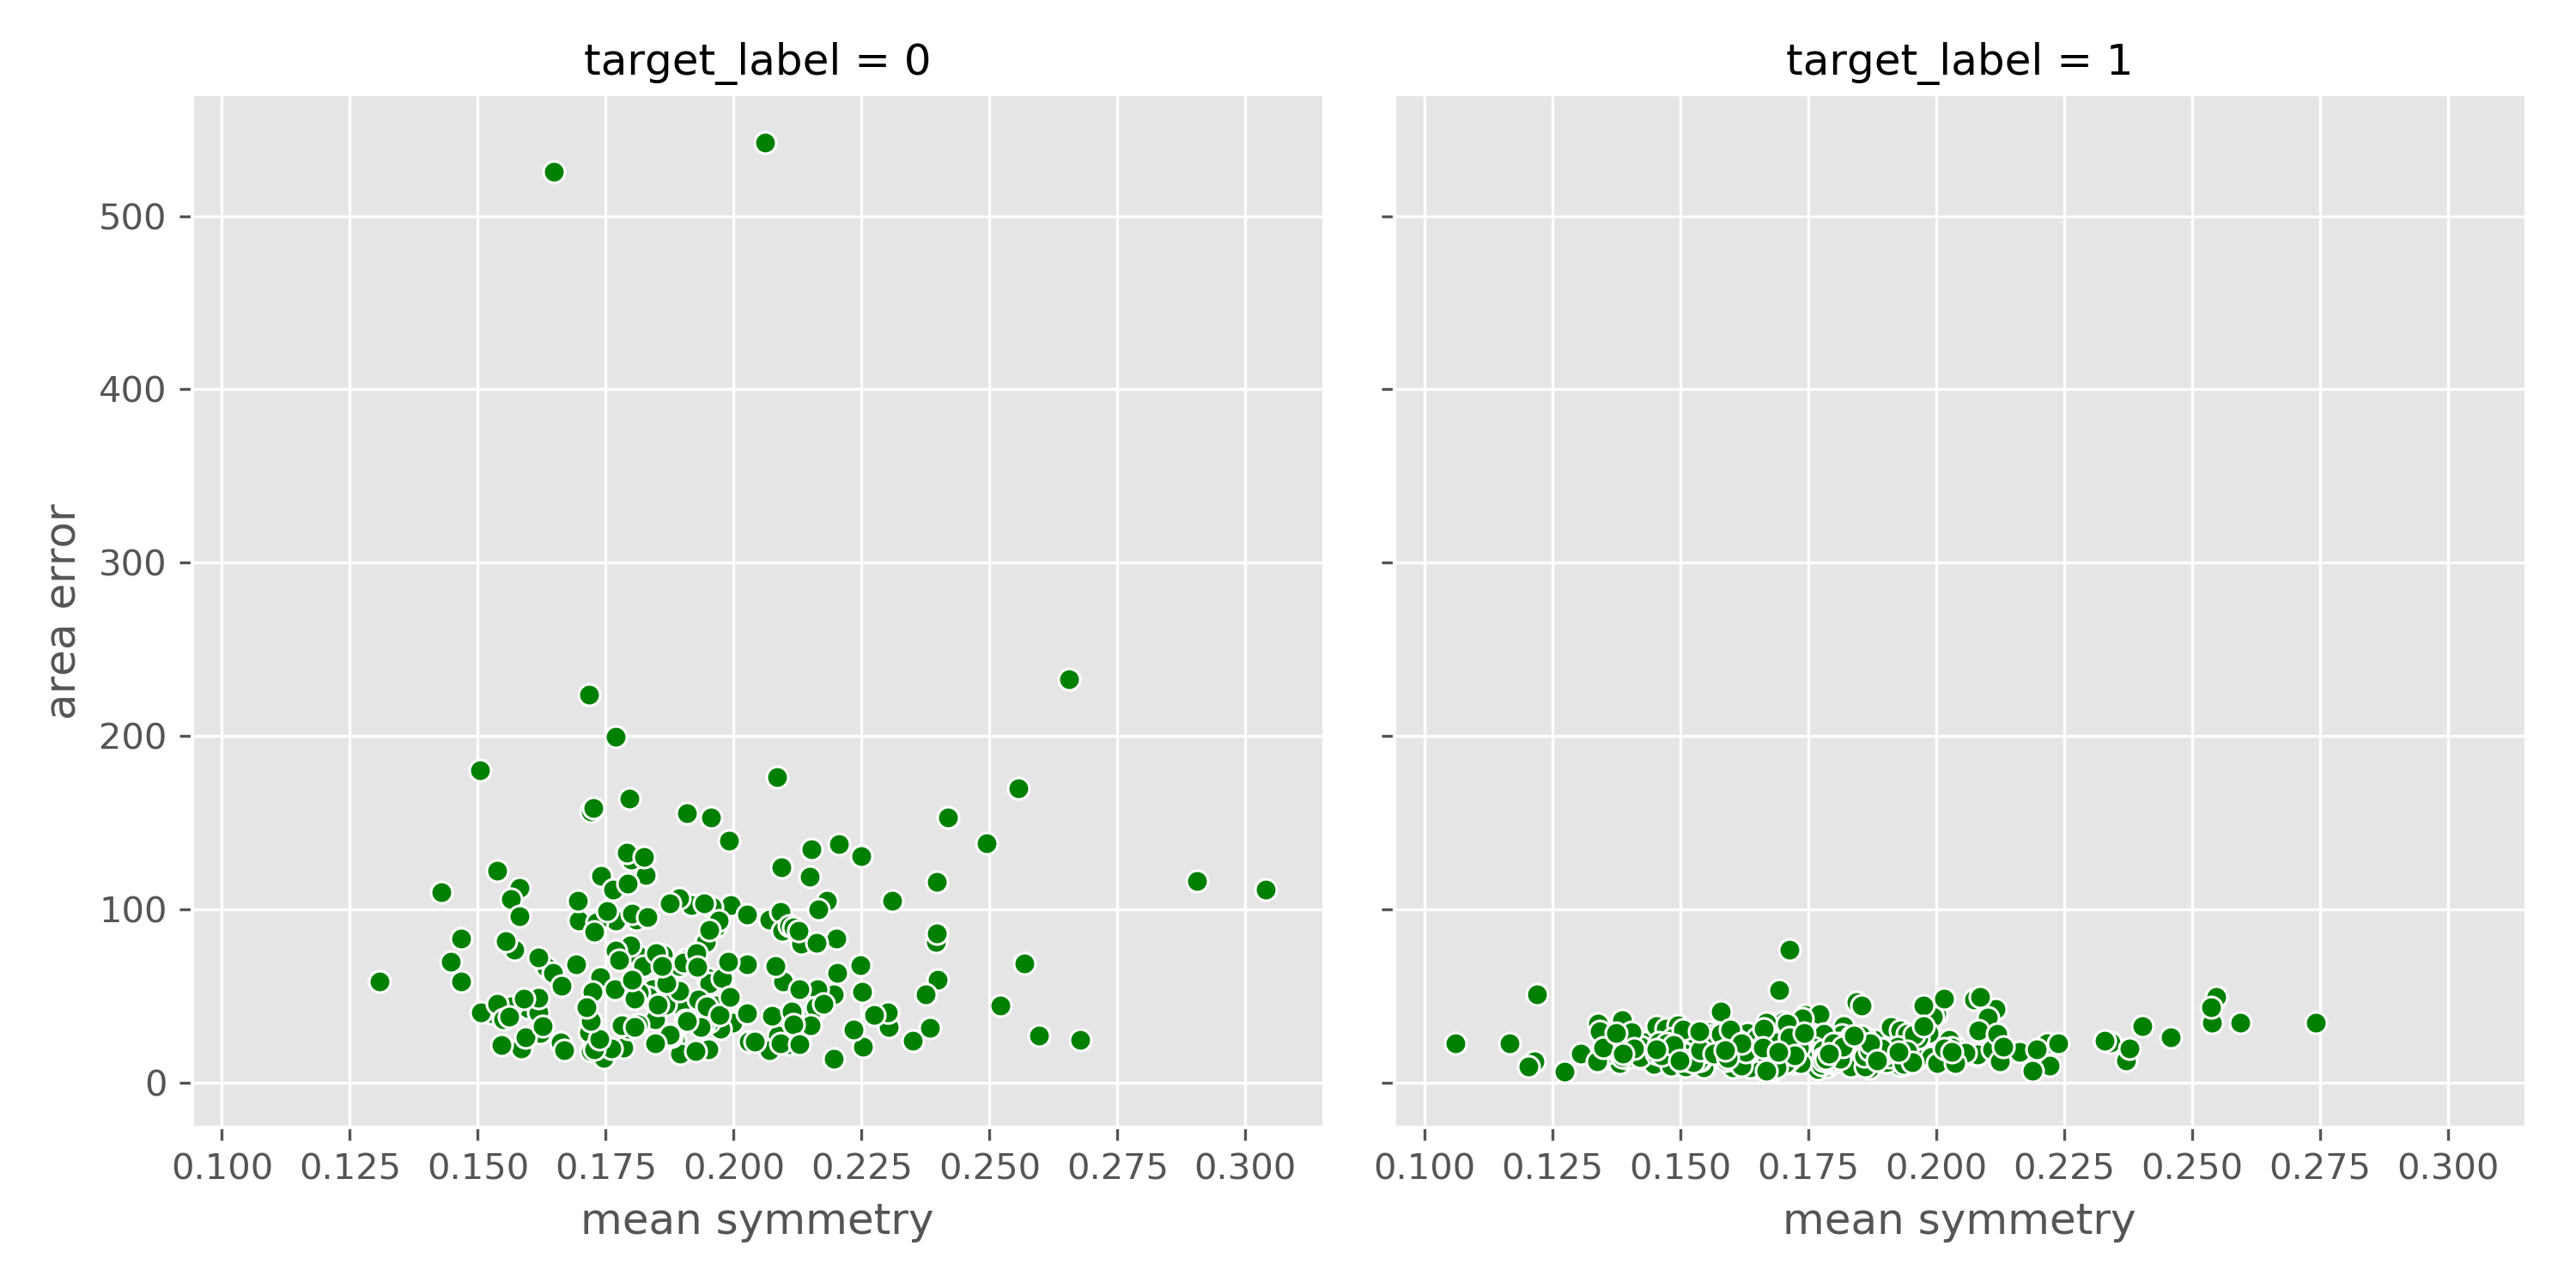 target_label = 0
target_label = 1
500
400
300
200
100
0
area error
0.100 0.125 0.150 0.175 0.200 0.225 0.250 0.275 0.300
0.100 0.125 0.150 0.175 0.200 0.225 0.250 0.275 0.300
mean symmetry
mean symmetry